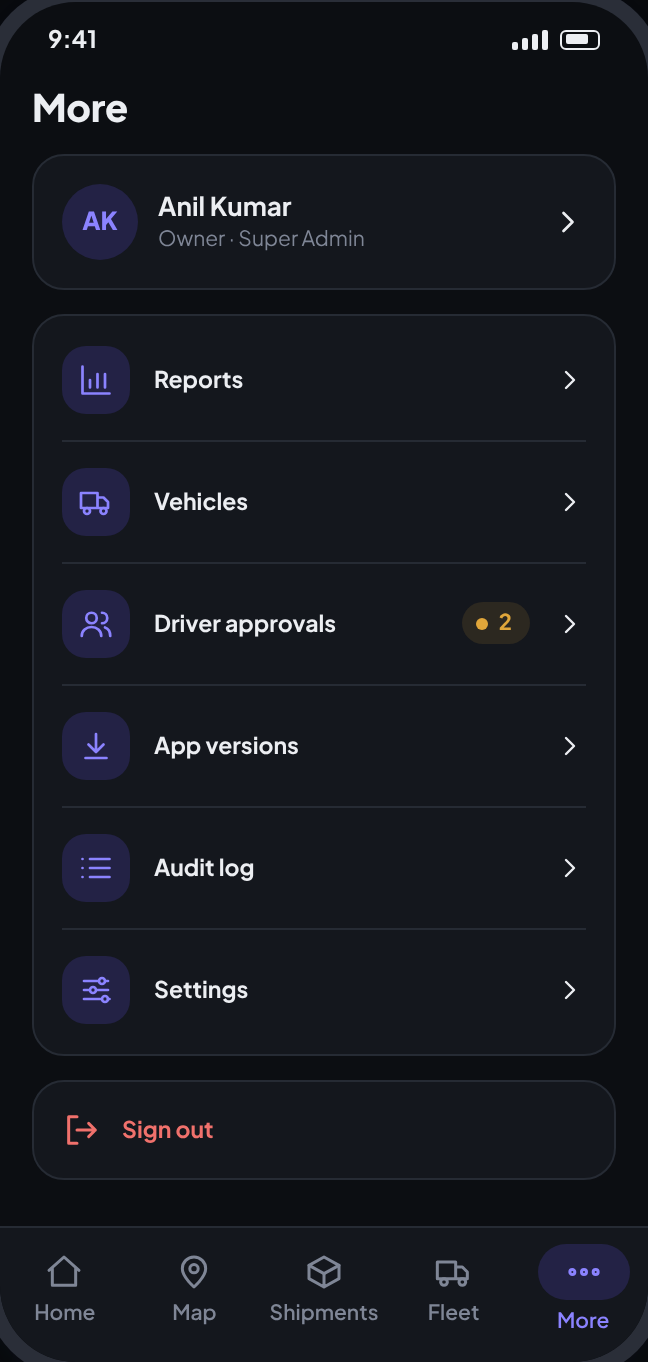 9:41
More
AK
Anil Kumar
Owner · Super Admin
Reports
Vehicles
Driver approvals
2
App versions
Audit log
Settings
Sign out
Home
Map
Shipments
Fleet
More